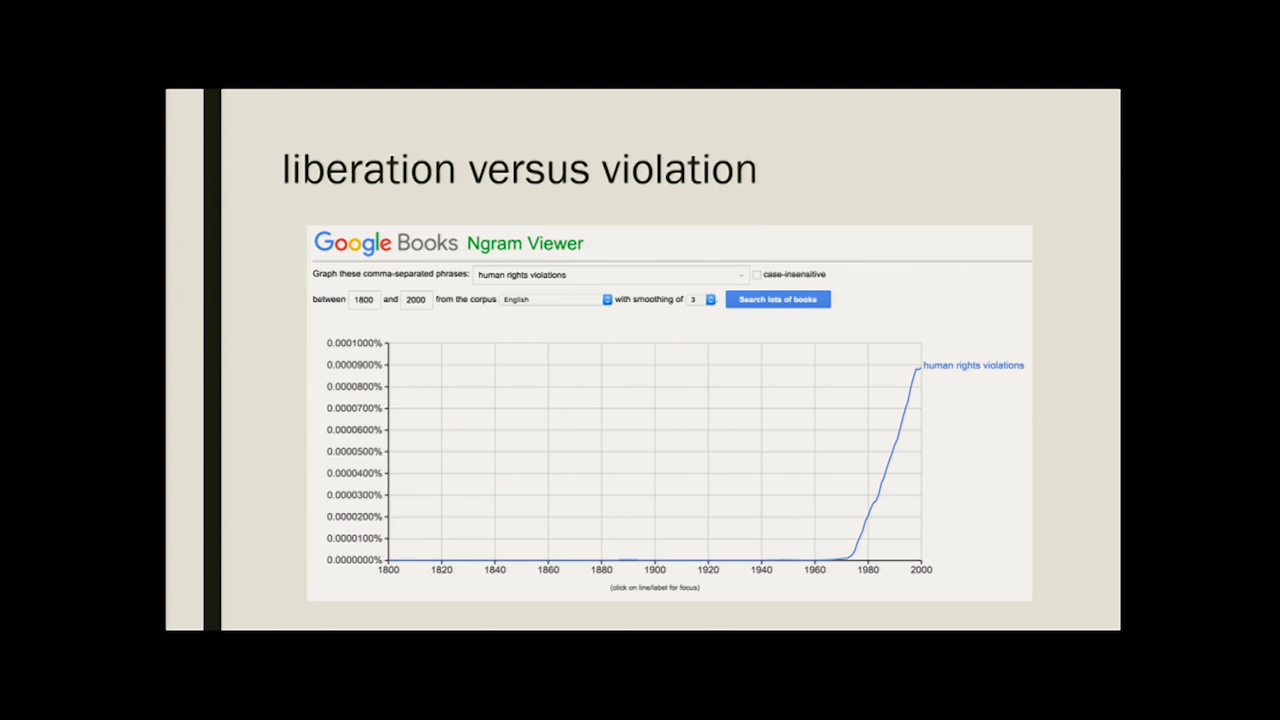 liberation versus violation
Google Books Ngram Viewer
Graph these comma-separated phrases: human rights violations case-insensitive
between 1800 and 2000 from the corpus English with smoothing of 3 Search lots of books
0.0001000%
0.0000900%
human rights violations
0.0000800%
0.0000700%
0.0000600%
0.0000500%
0.0000400%
0.0000300%
0.0000200%
0.0000100%
0.0000000%
1800 1820 1840 1860 1880 1900 1920 1940 1960 1980 2000
(click on line/label for focus)